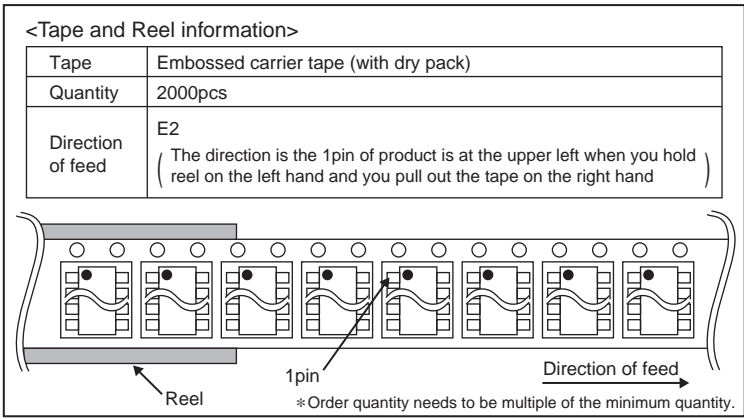 <Tape and Reel information>
Tape Embossed carrier tape (with dry pack)
Quantity 2000pcs
Direction of feed E2
( The direction is the 1pin of product is at the upper left when you hold
reel on the left hand and you pull out the tape on the right hand )
Reel
1pin
Direction of feed
*Order quantity needs to be multiple of the minimum quantity.